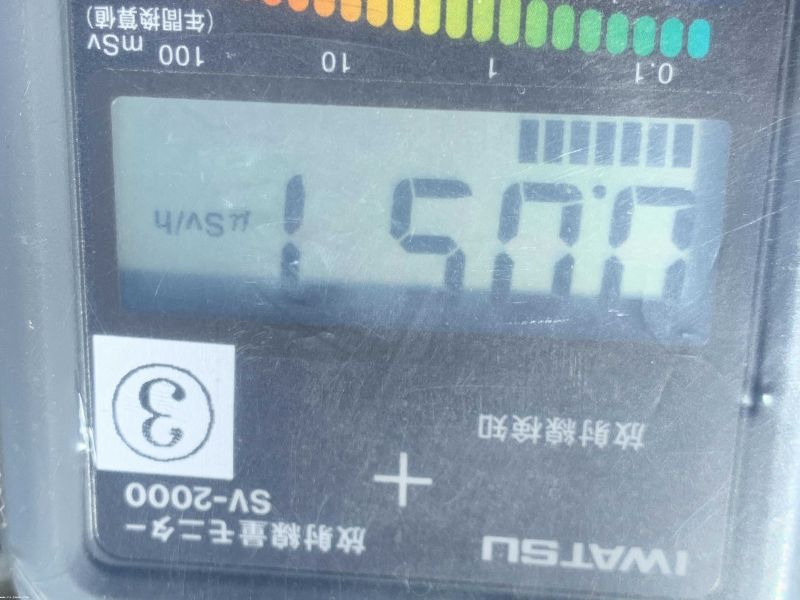 IWATSU
放射線量モニター
SV-2000
放射線検知
+
③
0.051 μSv/h
0.1 1 10 100 mSv
(年間換算値)